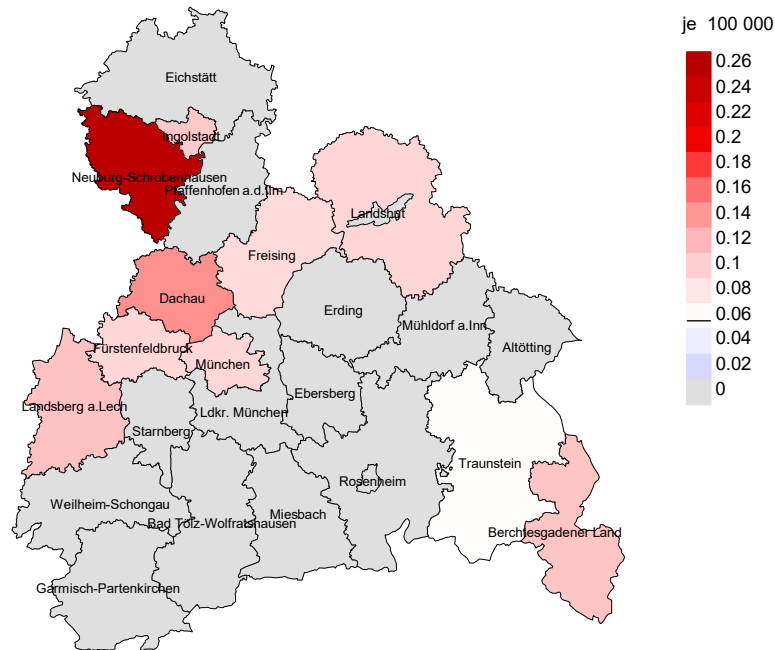 je 100 000
0.26
0.24
0.22
0.2
0.18
0.16
0.14
0.12
0.1
0.08
0.06
0.04
0.02
0
Eichstätt
Ingolstadt
Neuburg-Schrobenhausen
Pfaffenhofen a.d.Ilm
Landshut
Freising
Dachau
Erding
Mühldorf a.Inn
Altötting
Fürstenfeldbruck
München
Landsberg a.Lech
Starnberg
Ldkr. München
Ebersberg
Traunstein
Rosenheim
Weilheim-Schongau
Bad Tölz-Wolfratshausen
Miesbach
Berchtesgadener Land
Garmisch-Partenkirchen